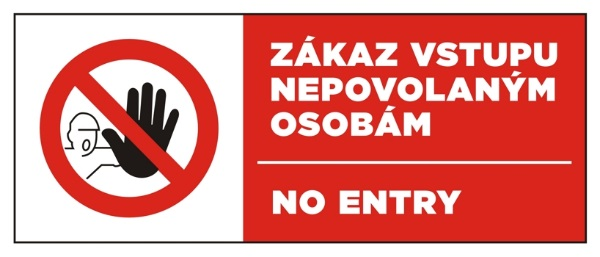 ZÁKAZ VSTUPU
NEPOVOLANÝM
OSOBÁM
NO ENTRY